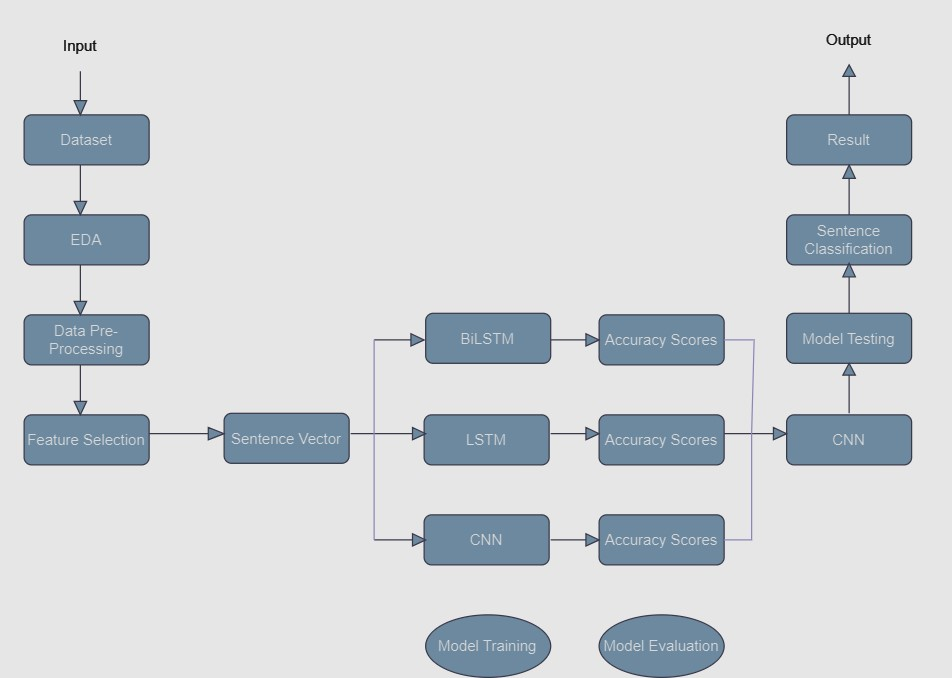 Input
Output
Dataset
Result
EDA
Sentence
Classification
Data Pre-
Processing
BiLSTM
Accuracy Scores
Model Testing
Feature Selection
Sentence Vector
LSTM
Accuracy Scores
CNN
CNN
Accuracy Scores
Model Training
Model Evaluation